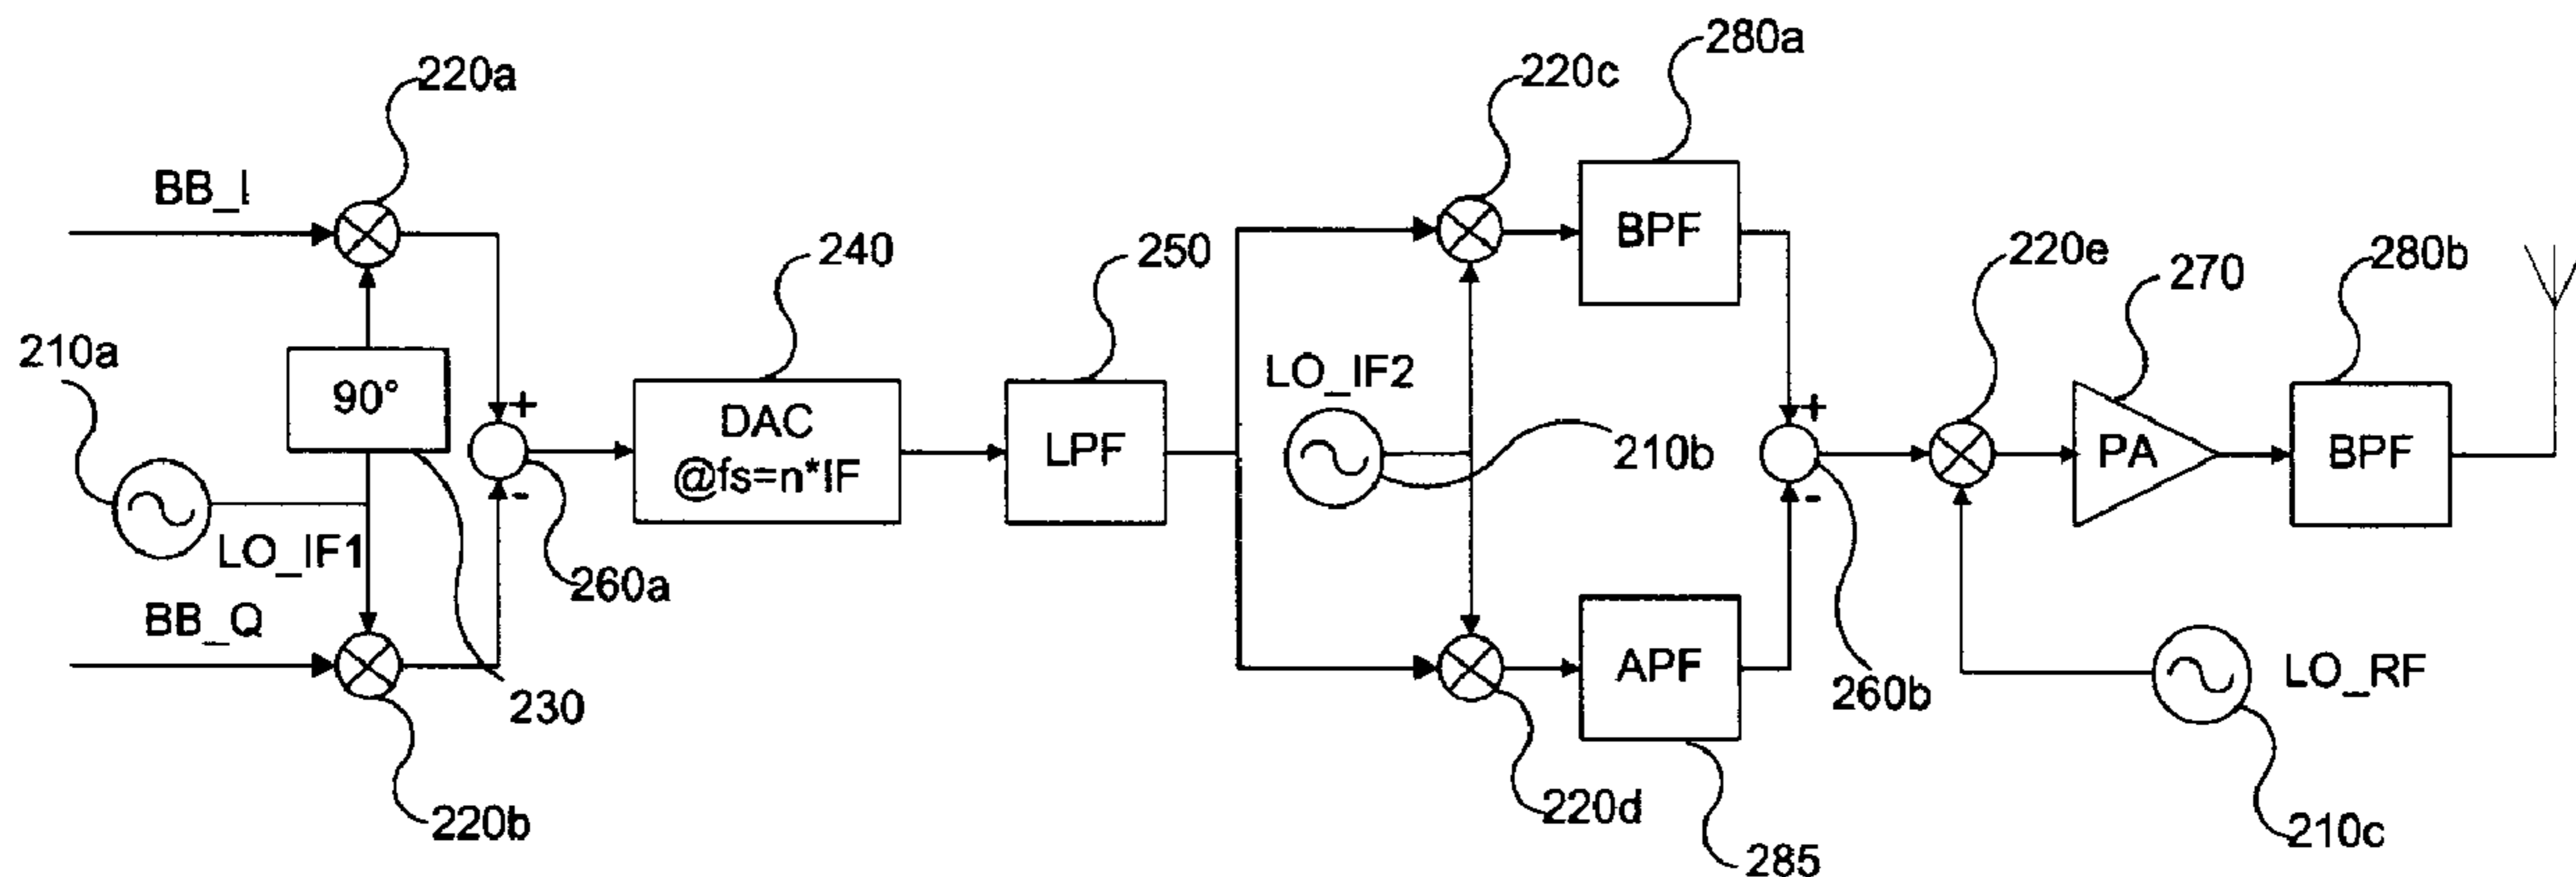 280a
220a
220c
BB_I
240
250
220e
270
280b
BPF
210a
90°
LO_IF2
+
DAC
@fs=n*IF
LPF
210b
+
PA
BPF
-
-
LO_IF1
260a
BB_Q
APF
260b
LO_RF
230
220b
220d
285
210c